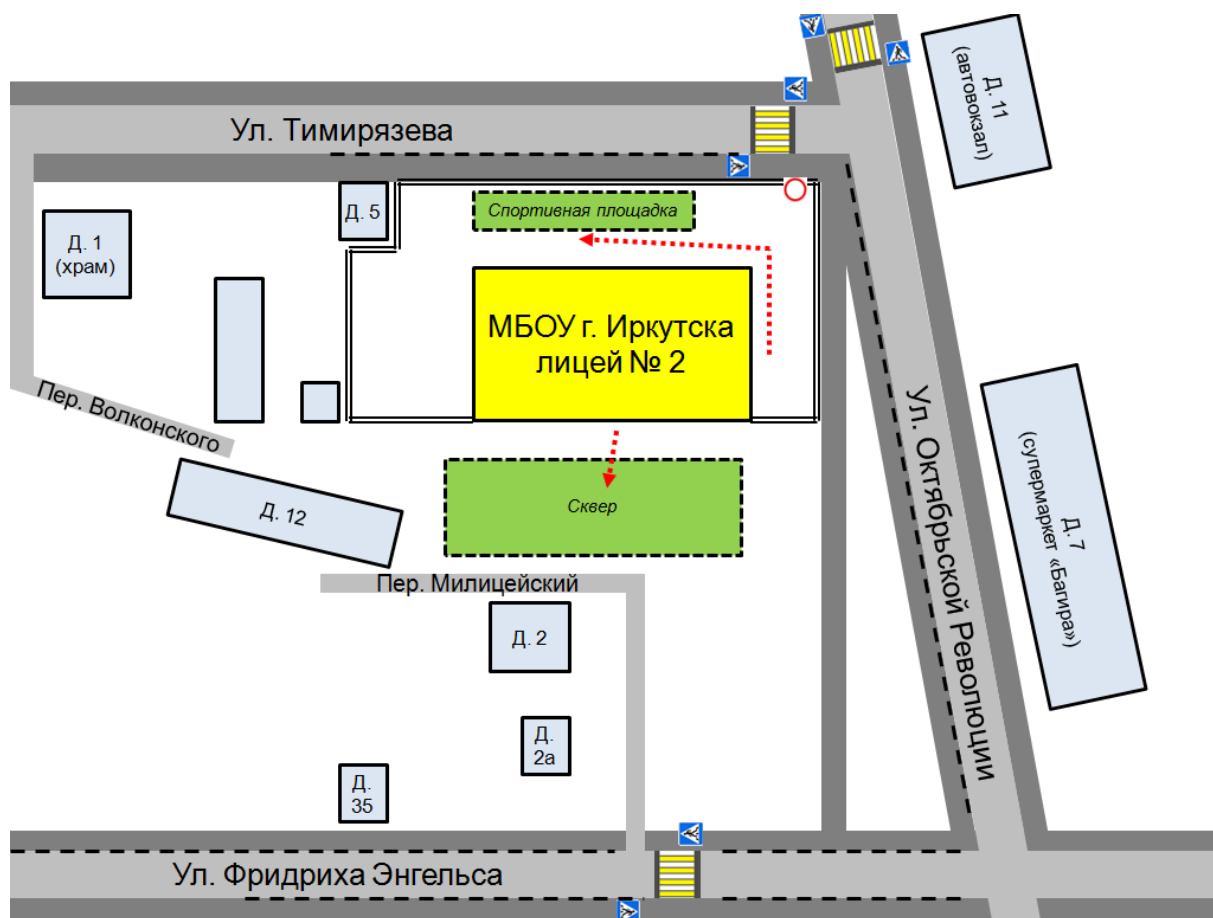 Ул. Тимирязева
Д. 11
(автовокзал)
Д. 5
Спортивная площадка
Д. 1
(храм)
МБОУ г. Иркутска
лицей № 2
Пер. Волконского
Ул. Октябрьской Революции
Д. 7
(супермаркет «Багира»)
Д. 12
Сквер
Пер. Милицейский
Д. 2
Д.
2а
Д.
35
Ул. Фридриха Энгельса